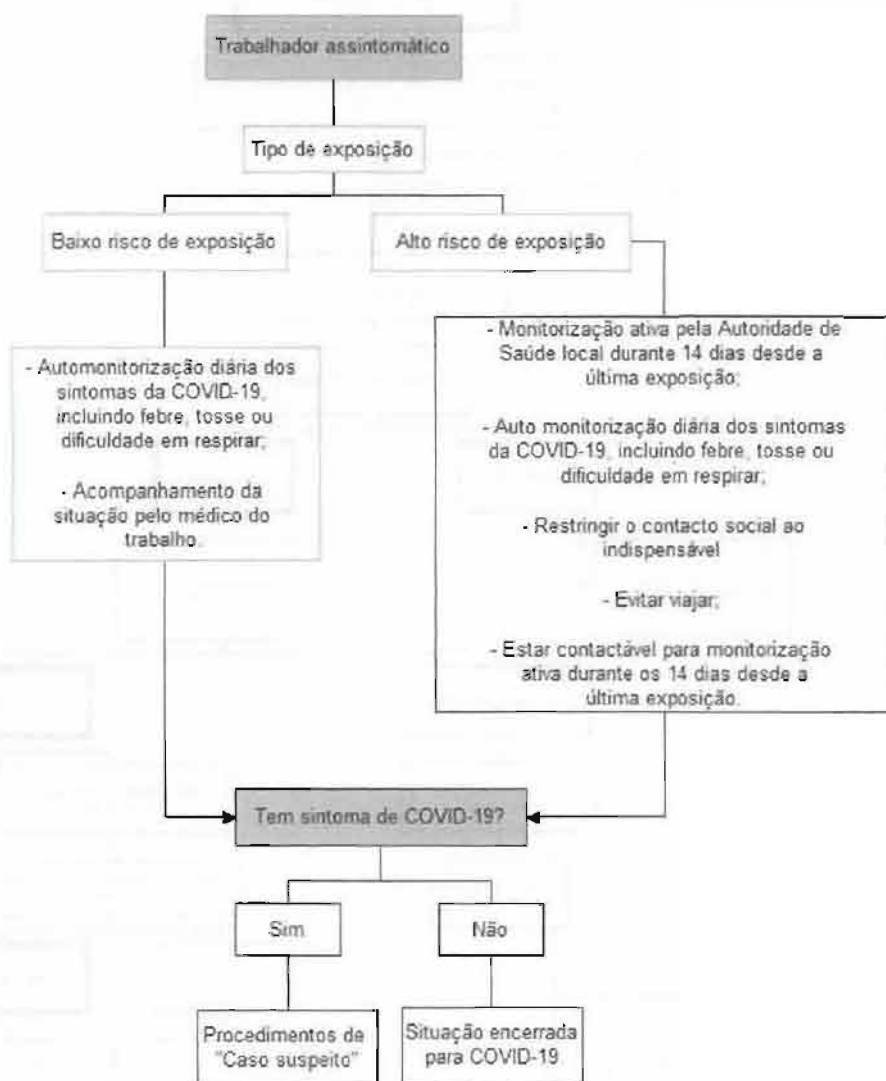 Trabalhador assintomático
Tipo de exposição
Baixo risco de exposição
Alto risco de exposição
- Automonitorização diária dos
sintomas da COVID-19,
incluindo febre, tosse ou
dificuldade em respirar;
- Acompanhamento da
situação pelo médico do
trabalho.
- Monitorização ativa pela Autoridade de
Saúde local durante 14 dias desde a
última exposição;
- Auto monitorização diária dos sintomas
da COVID-19, incluindo febre, tosse ou
dificuldade em respirar;
- Restringir o contacto social ao
indispensável
- Evitar viajar;
- Estar contactável para monitorização
ativa durante os 14 dias desde a
última exposição.
Tem sintoma de COVID-19?
Sim
Não
Procedimentos de
"Caso suspeito"
Situação encerrada
para COVID-19